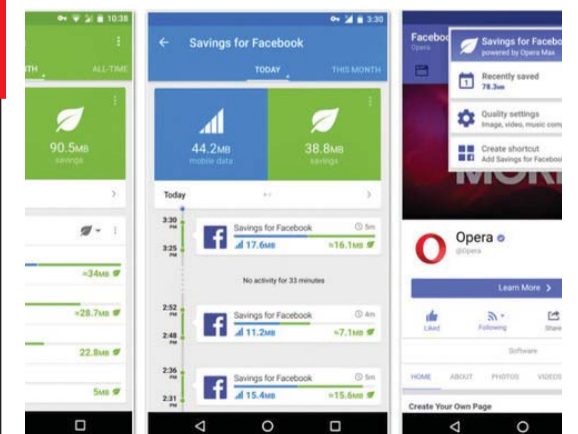 10:38
TH
ALL-TIME
90.5MB
savings
≈34MB
≈28.7MB
22.8MB
5MB
3:30
Savings for Facebook
TODAY
THIS MONTH
44.2MB
mobile data
38.8MB
savings
Today
3:30
PM
Savings for Facebook
5m
17.6MB
≈16.1MB
3:25
PM
No activity for 33 minutes
2:52
PM
Savings for Facebook
4m
11.2MB
≈7.1MB
2:48
PM
2:36
PM
Savings for Facebook
5m
15.4MB
≈15.6MB
2:31
PM
Faceboo
Opera
Savings for Facebo
powered by Opera Max
1
Recently saved
78.3MB
Quality settings
Image, video, music comp
Create shortcut
Add Savings for Facebook
MORE
Opera
@Opera
Learn More
Liked
Following
Share
Software
HOME
ABOUT
PHOTOS
VIDEOS
Create Your Own Page